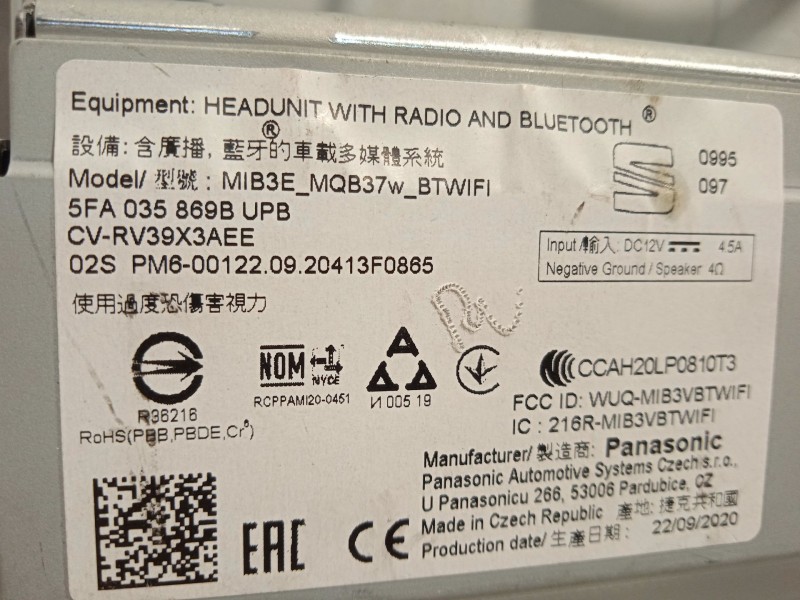 Equipment: HEADUNIT WITH RADIO AND BLUETOOTH ®
設備: 含廣播, 藍牙®的車載多媒體系統
Model/ 型號 : MIB3E_MQB37w_BTWIFI
5FA 035 869B UPB
CV-RV39X3AEE
02S PM6-00122.09.20413F0865
0995
097
Input /輸入: DC12V 4.5A
Negative Ground / Speaker 4Ω
使用過度恐傷害視力
R36216
RoHS(PBB,PBDE,Cr⁶)
NOM NYCE
RCPPAMI20-0451
И 005 19
CCAH20LP0810T3
FCC ID: WUQ-MIB3VBTWIFI
IC : 216R-MIB3VBTWIFI
Manufacturer/ 製造商: Panasonic
Panasonic Automotive Systems Czech s.r.o.,
U Panasonicu 266, 53006 Pardubice, CZ
Made in Czech Republic 產地: 捷克共和國
Production date/ 生產日期: 22/09/2020
EAC CE